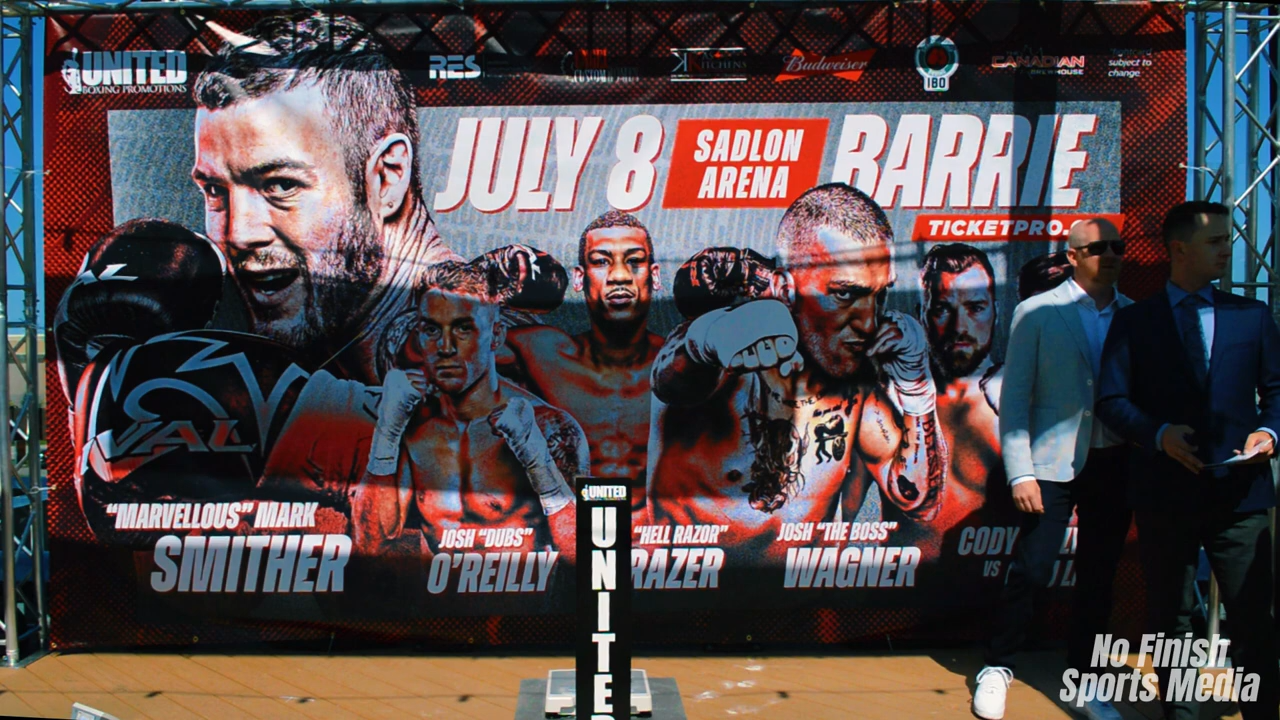 UNITED
BOXING PROMOTIONS
RES
KITCHENS
Budweiser
IBO
CANADIAN
BREWHOUSE
subject to
change
JULY 8
SADLON
ARENA
BARRIE
TICKETPRO.
VAL
"MARVELLOUS" MARK
SMITHER
JOSH "DUBS"
O'REILLY
"HELL RAZOR"
RAZER
JOSH "THE BOSS"
WAGNER
CODY
VS
UNITED
UNITED
No Finish
Sports Media